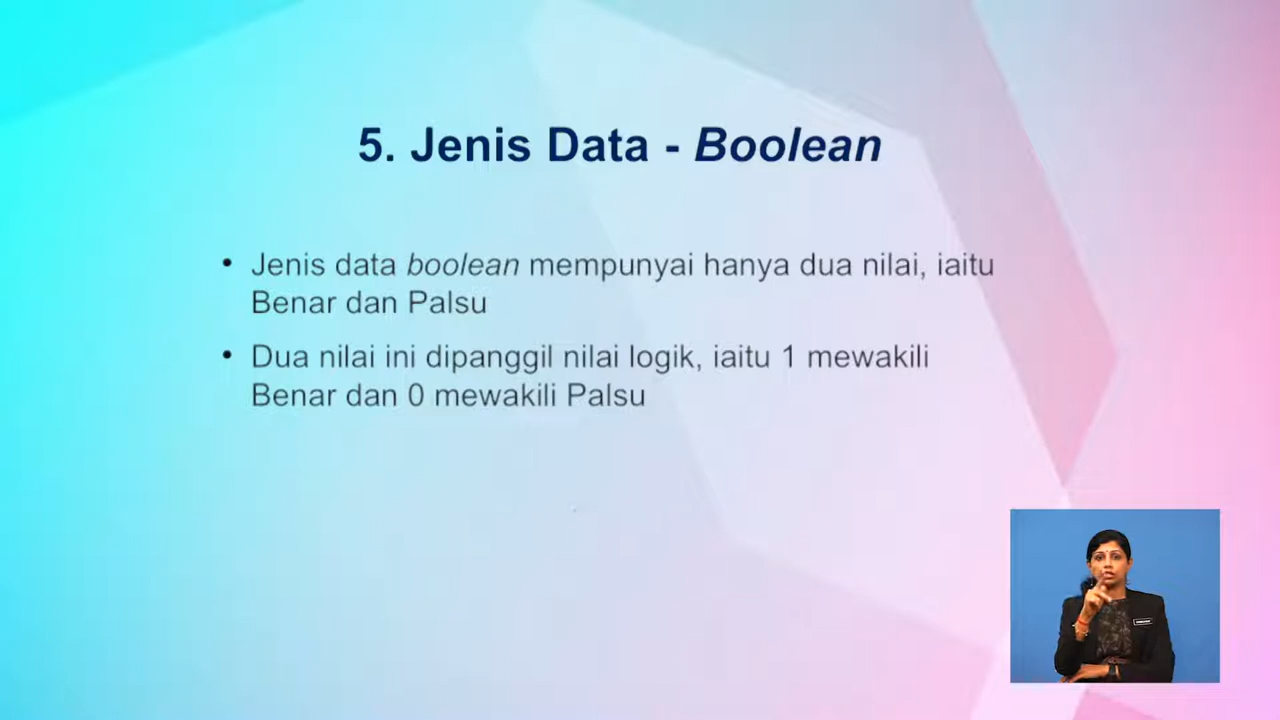 5. Jenis Data - Boolean
• Jenis data boolean mempunyai hanya dua nilai, iaitu
Benar dan Palsu
• Dua nilai ini dipanggil nilai logik, iaitu 1 mewakili
Benar dan 0 mewakili Palsu